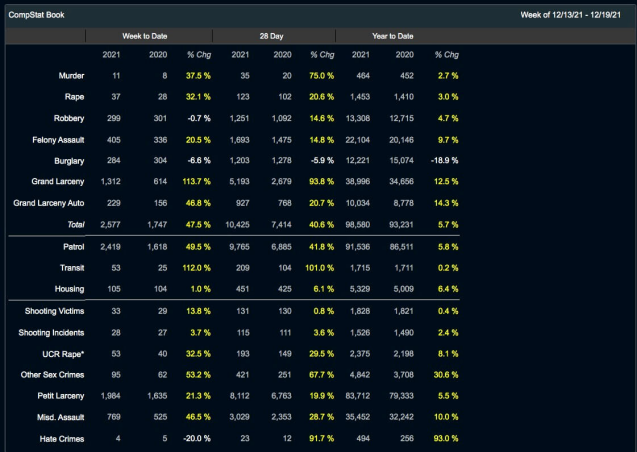 CompStat Book Week of 12/13/21 - 12/19/21
Week to Date 28 Day Year to Date
2021 2020 % Chg 2021 2020 % Chg 2021 2020 % Chg
Murder 11 8 37.5 % 35 20 75.0 % 464 452 2.7 %
Rape 37 28 32.1 % 123 102 20.6 % 1,453 1,410 3.0 %
Robbery 299 301 -0.7 % 1,251 1,092 14.6 % 13,308 12,715 4.7 %
Felony Assault 405 336 20.5 % 1,693 1,475 14.8 % 22,104 20,146 9.7 %
Burglary 284 304 -6.6 % 1,203 1,278 -5.9 % 12,221 15,074 -18.9 %
Grand Larceny 1,312 614 113.7 % 5,193 2,679 93.8 % 38,996 34,656 12.5 %
Grand Larceny Auto 229 156 46.8 % 927 768 20.7 % 10,034 8,778 14.3 %
Total 2,577 1,747 47.5 % 10,425 7,414 40.6 % 98,580 93,231 5.7 %
Patrol 2,419 1,618 49.5 % 9,765 6,885 41.8 % 91,536 86,511 5.8 %
Transit 53 25 112.0 % 209 104 101.0 % 1,715 1,711 0.2 %
Housing 105 104 1.0 % 451 425 6.1 % 5,329 5,009 6.4 %
Shooting Victims 33 29 13.8 % 131 130 0.8 % 1,828 1,821 0.4 %
Shooting Incidents 28 27 3.7 % 115 111 3.6 % 1,526 1,490 2.4 %
UCR Rape* 53 40 32.5 % 193 149 29.5 % 2,375 2,198 8.1 %
Other Sex Crimes 95 62 53.2 % 421 251 67.7 % 4,842 3,708 30.6 %
Petit Larceny 1,984 1,635 21.3 % 8,112 6,763 19.9 % 83,712 79,333 5.5 %
Misd. Assault 769 525 46.5 % 3,029 2,353 28.7 % 35,452 32,242 10.0 %
Hate Crimes 4 5 -20.0 % 23 12 91.7 % 494 256 93.0 %